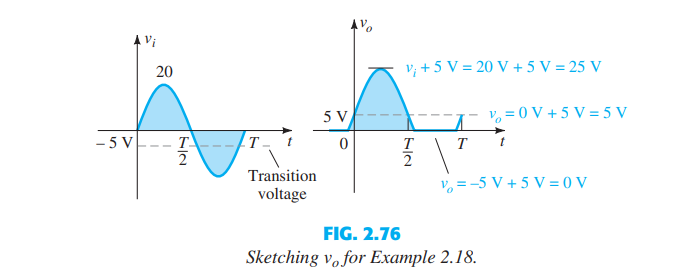 v_i
20
– 5 V
T/2
T
t
Transition
voltage
v_o
v_i + 5 V = 20 V + 5 V = 25 V
5 V
v_o = 0 V + 5 V = 5 V
0
T/2
T
t
v_o = –5 V + 5 V = 0 V
FIG. 2.76
Sketching v_o for Example 2.18.